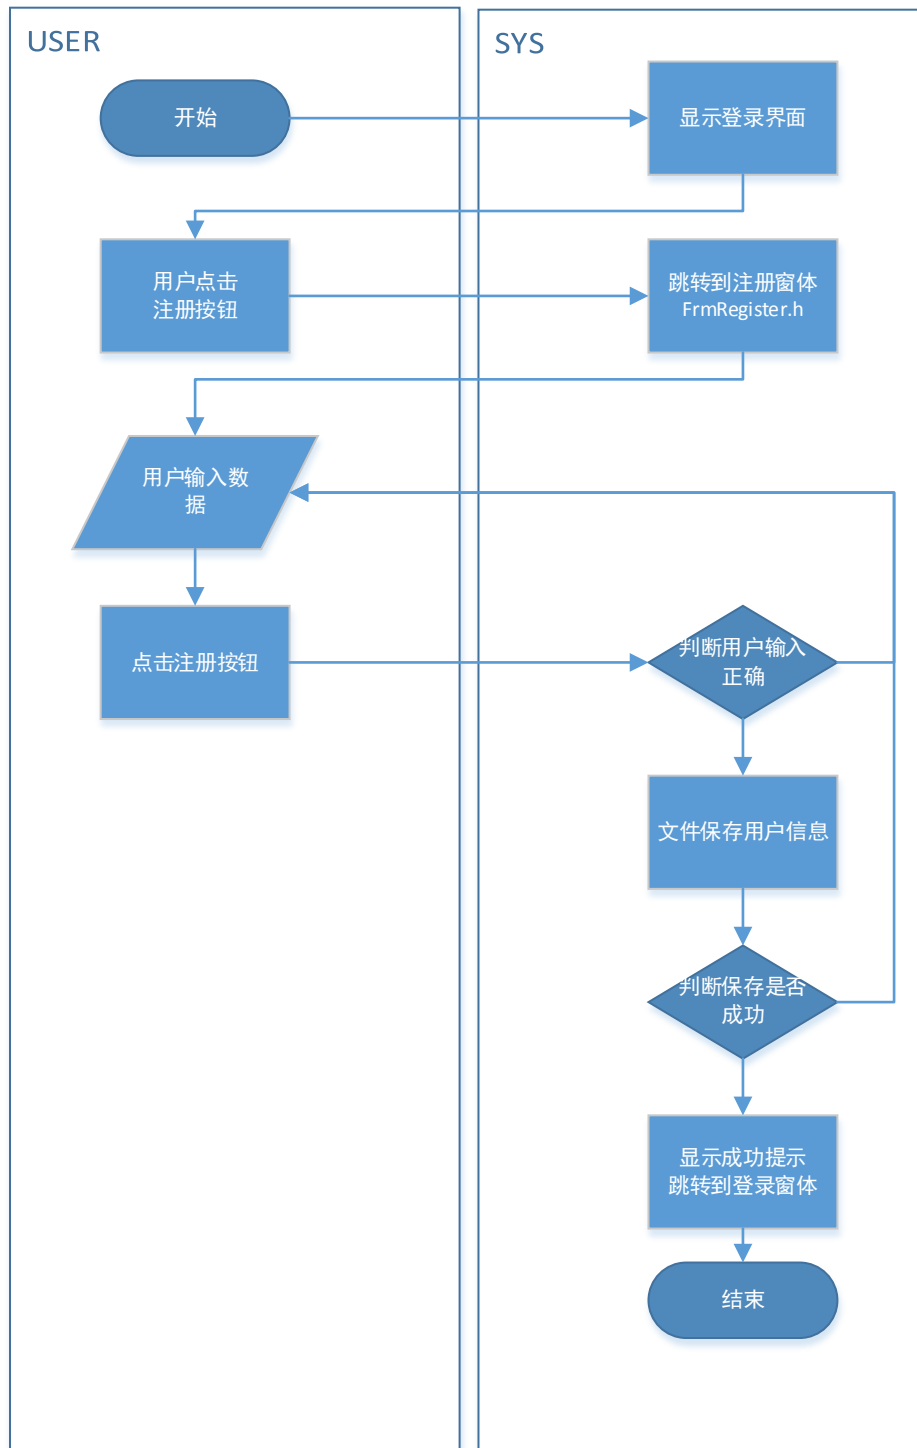 USER
SYS
开始
显示登录界面
用户点击
注册按钮
跳转到注册窗体
FrmRegister.h
用户输入数
据
点击注册按钮
判断用户输入
正确
文件保存用户信息
判断保存是否
成功
显示成功提示
跳转到登录窗体
结束